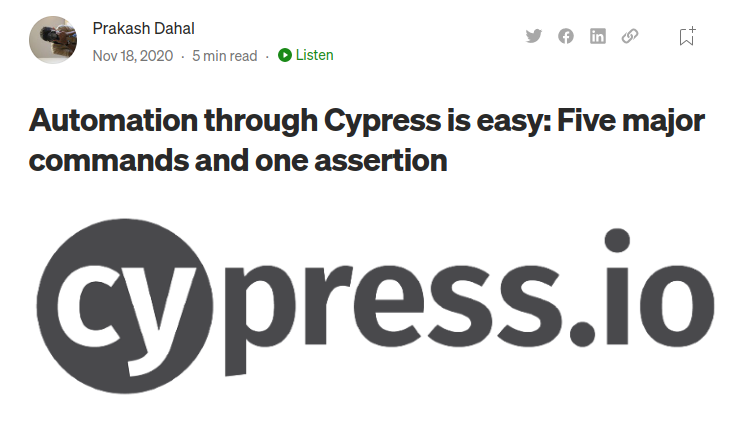 Prakash Dahal
Nov 18, 2020 · 5 min read · Listen
Automation through Cypress is easy: Five major
commands and one assertion
cypress.io